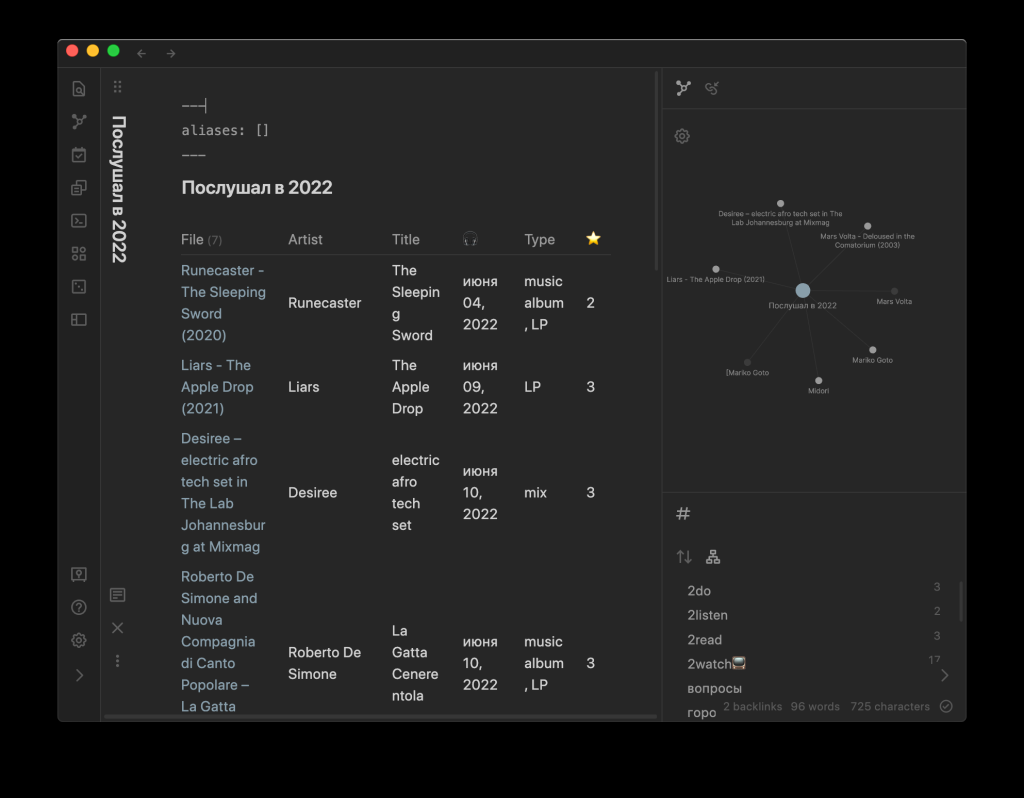 Послушал в 2022
---
aliases: []
---
Послушал в 2022
File (7) Artist Title 🎧 Type ⭐
Runecaster -
The Sleeping
Sword
(2020)
Runecaster
The
Sleepin
g
Sword
июня
04,
2022
music
album
, LP
2
Liars - The
Apple Drop
(2021)
Liars
The
Apple
Drop
июня
09,
2022
LP
3
Desiree –
electric afro
tech set in
The Lab
Johannesbur
g at Mixmag
Desiree
electric
afro
tech
set
июня
10,
2022
mix
3
Roberto De
Simone and
Nuova
Compagnia
di Canto
Popolare –
La Gatta
Roberto De
Simone
La
Gatta
Cenere
ntola
июня
10,
2022
music
album
, LP
3
Desiree – electric afro tech set in The
Lab Johannesburg at Mixmag
Mars Volta – Deloused in the
Comatorium (2003)
Liars - The Apple Drop (2021)
Послушал в 2022
Mars Volta
Mariko Goto
[Mariko Goto
Midori
#
2do 3
2listen 2
2read 3
2watch📺 17
вопросы
горо
2 backlinks 96 words 725 characters